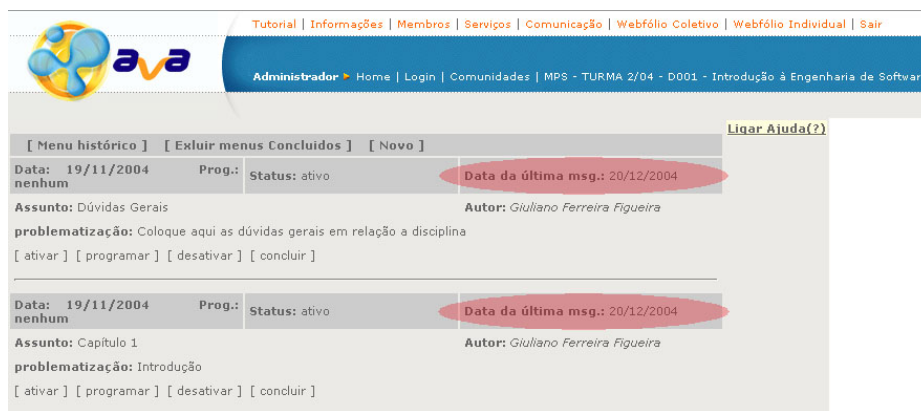 Tutorial | Informações | Membros | Serviços | Comunicação | Webfólio Coletivo | Webfólio Individual | Sair
ava
Administrador ► Home | Login | Comunidades | MPS - TURMA 2/04 - D001 - Introdução à Engenharia de Softwar
Ligar Ajuda(?)
[ Menu histórico ] [ Exluir menus Concluidos ] [ Novo ]
Data: 19/11/2004 Prog.: nenhum Status: ativo Data da última msg.: 20/12/2004
Assunto: Dúvidas Gerais Autor: Giuliano Ferreira Figueira
problematização: Coloque aqui as dúvidas gerais em relação a disciplina
[ ativar ] [ programar ] [ desativar ] [ concluir ]
Data: 19/11/2004 Prog.: nenhum Status: ativo Data da última msg.: 20/12/2004
Assunto: Capítulo 1 Autor: Giuliano Ferreira Figueira
problematização: Introdução
[ ativar ] [ programar ] [ desativar ] [ concluir ]